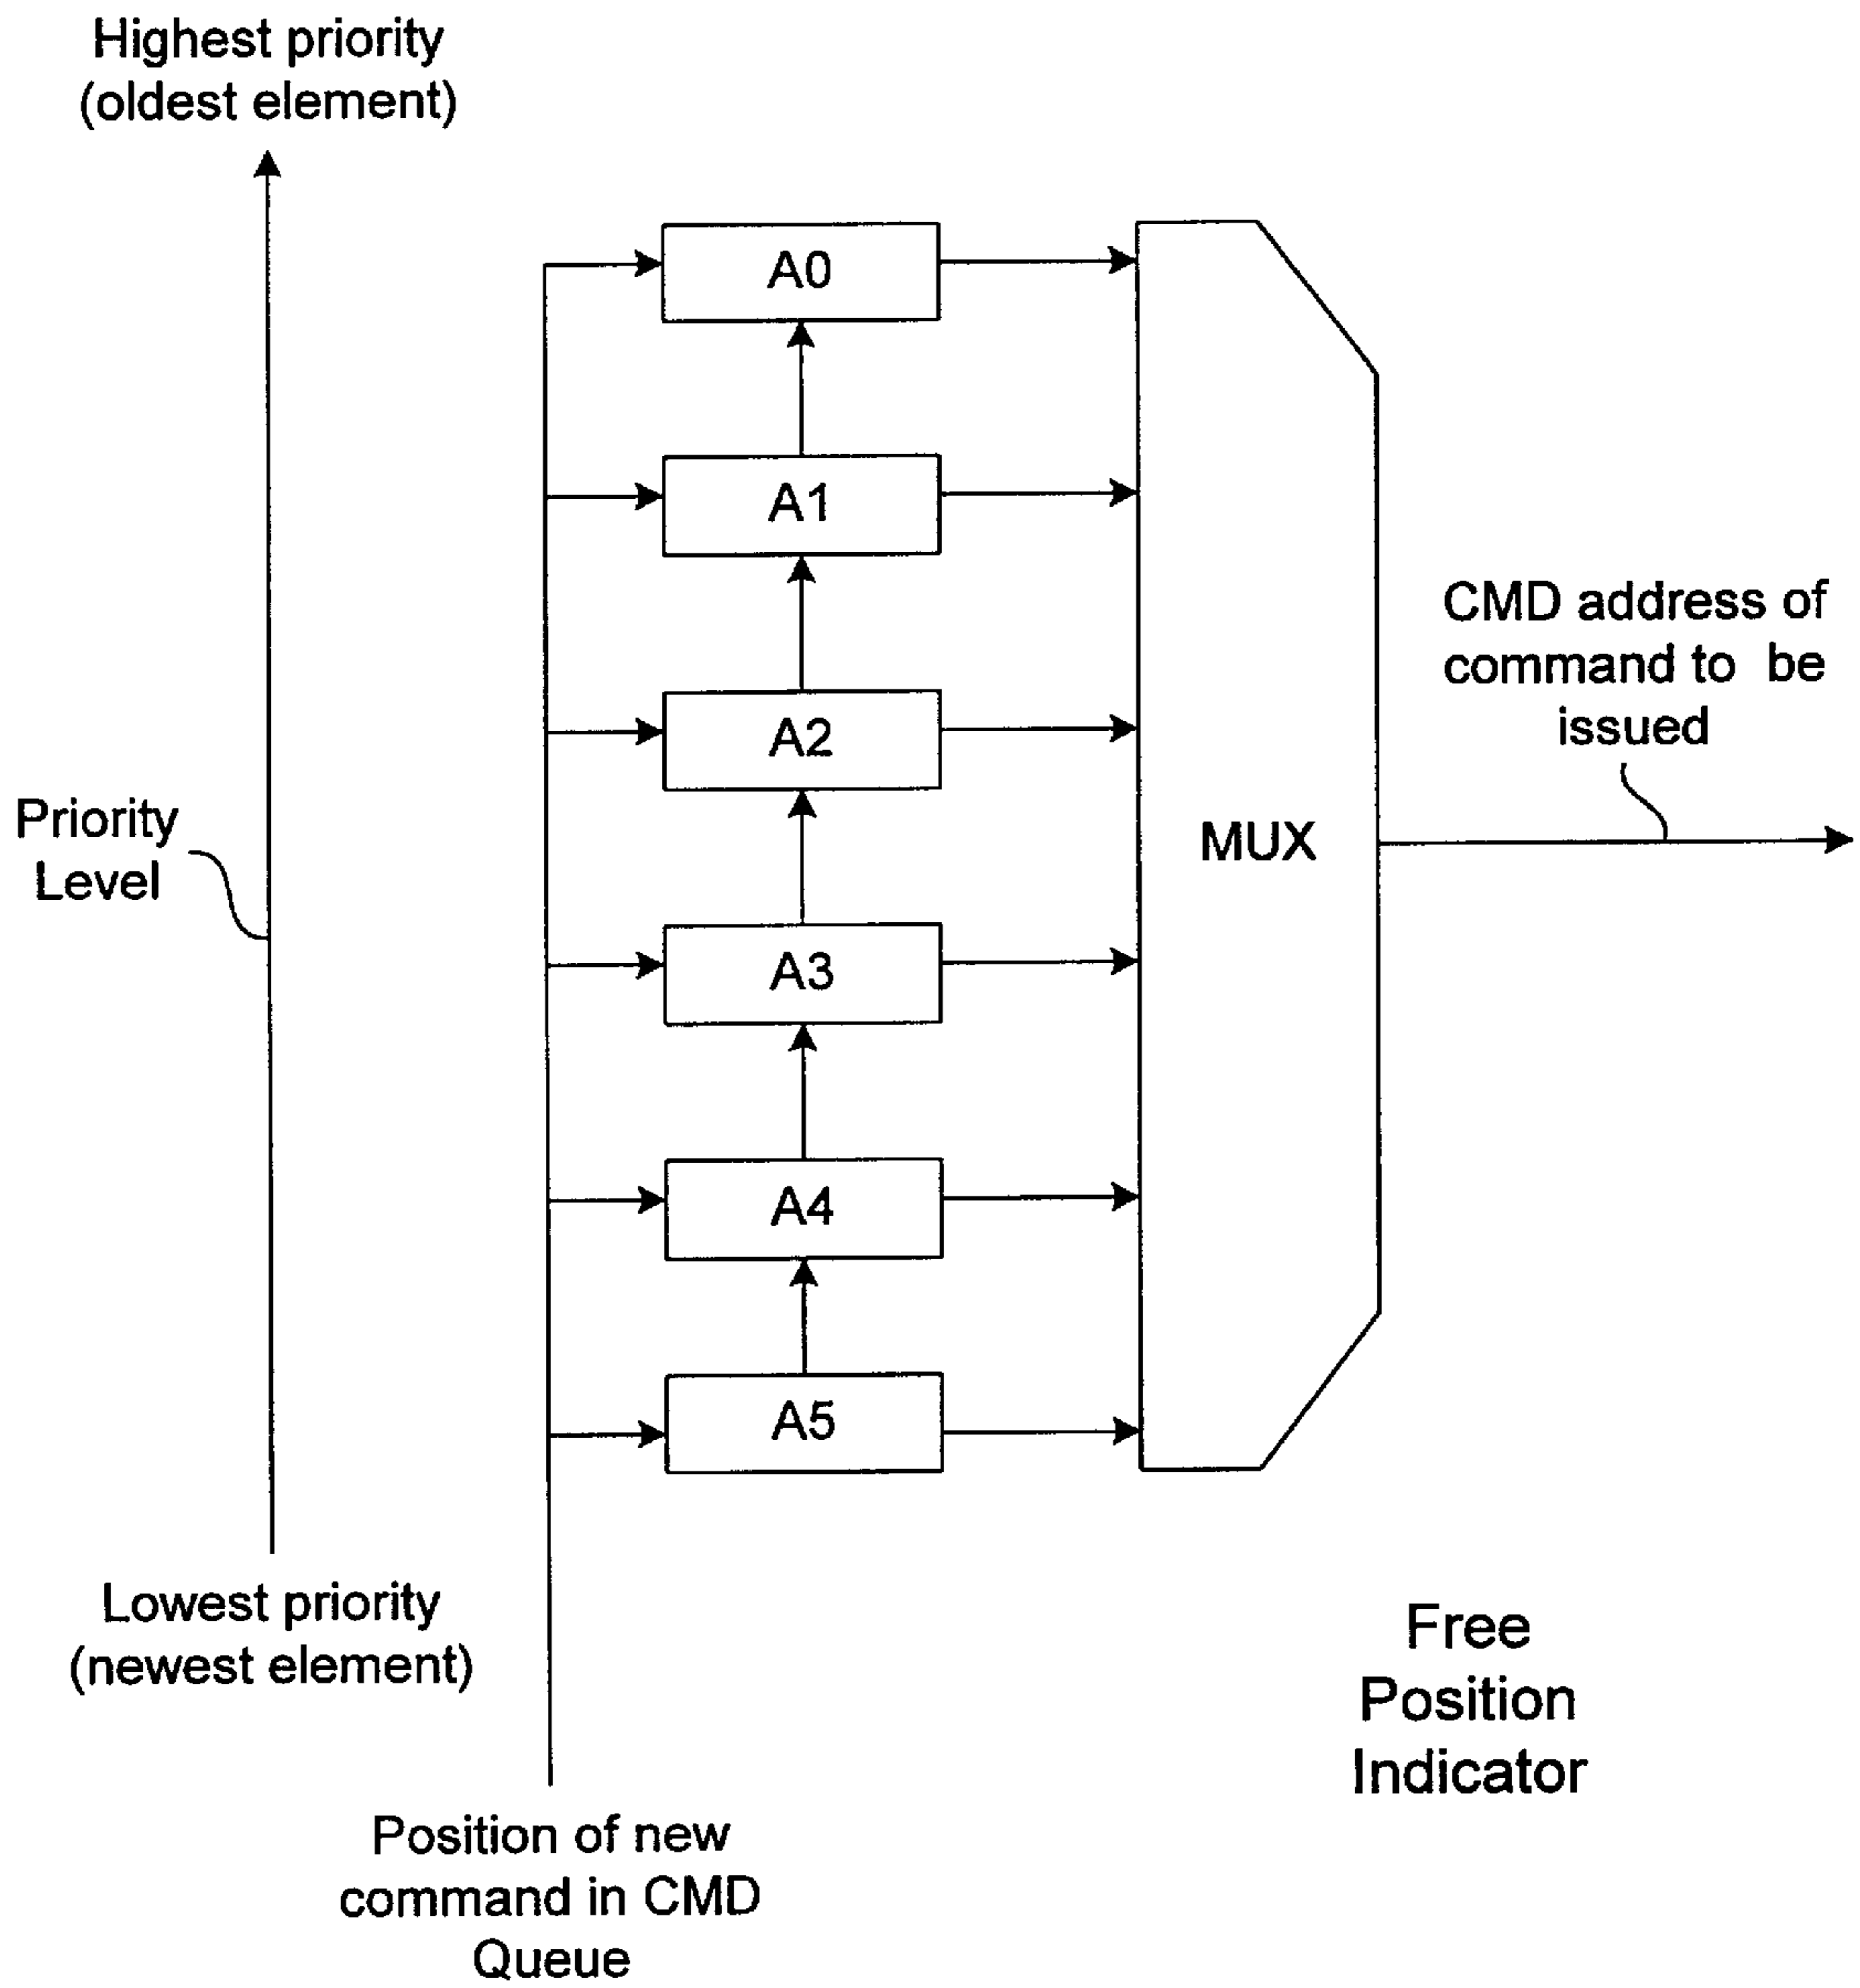 Highest priority
(oldest element)
A0
A1
CMD address of
command to be
issued
A2
Priority
Level
MUX
A3
A4
A5
Lowest priority
(newest element)
Free
Position
Indicator
Position of new
command in CMD
Queue